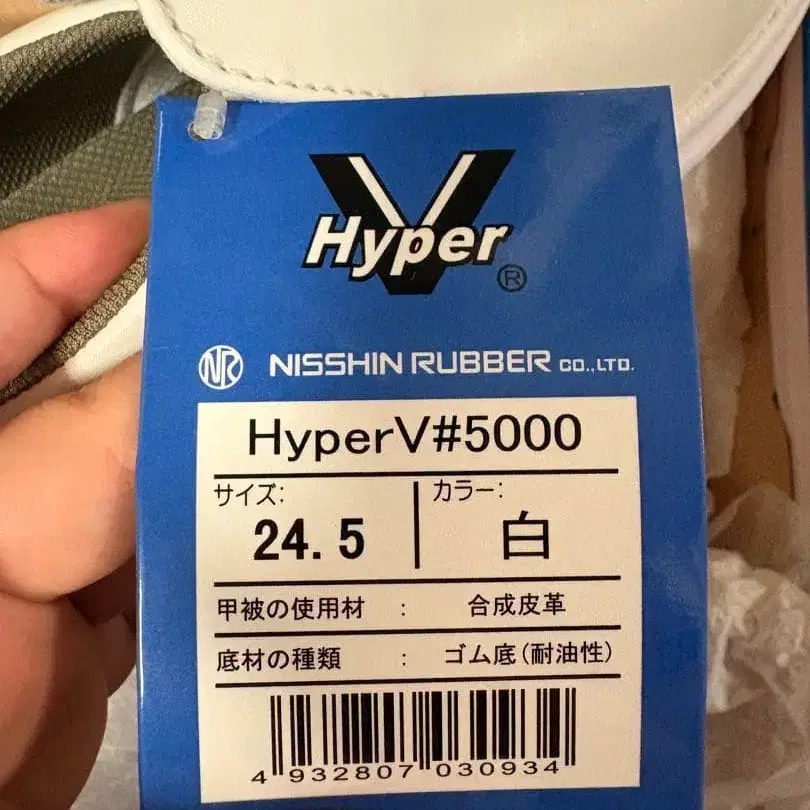 Hyper V ®
NR NISSHIN RUBBER CO.,LTD.
HyperV#5000
サイズ: カラー:
24.5 白
甲被の使用材 : 合成皮革
底材の種類 : ゴム底(耐油性)
4 932807 030934